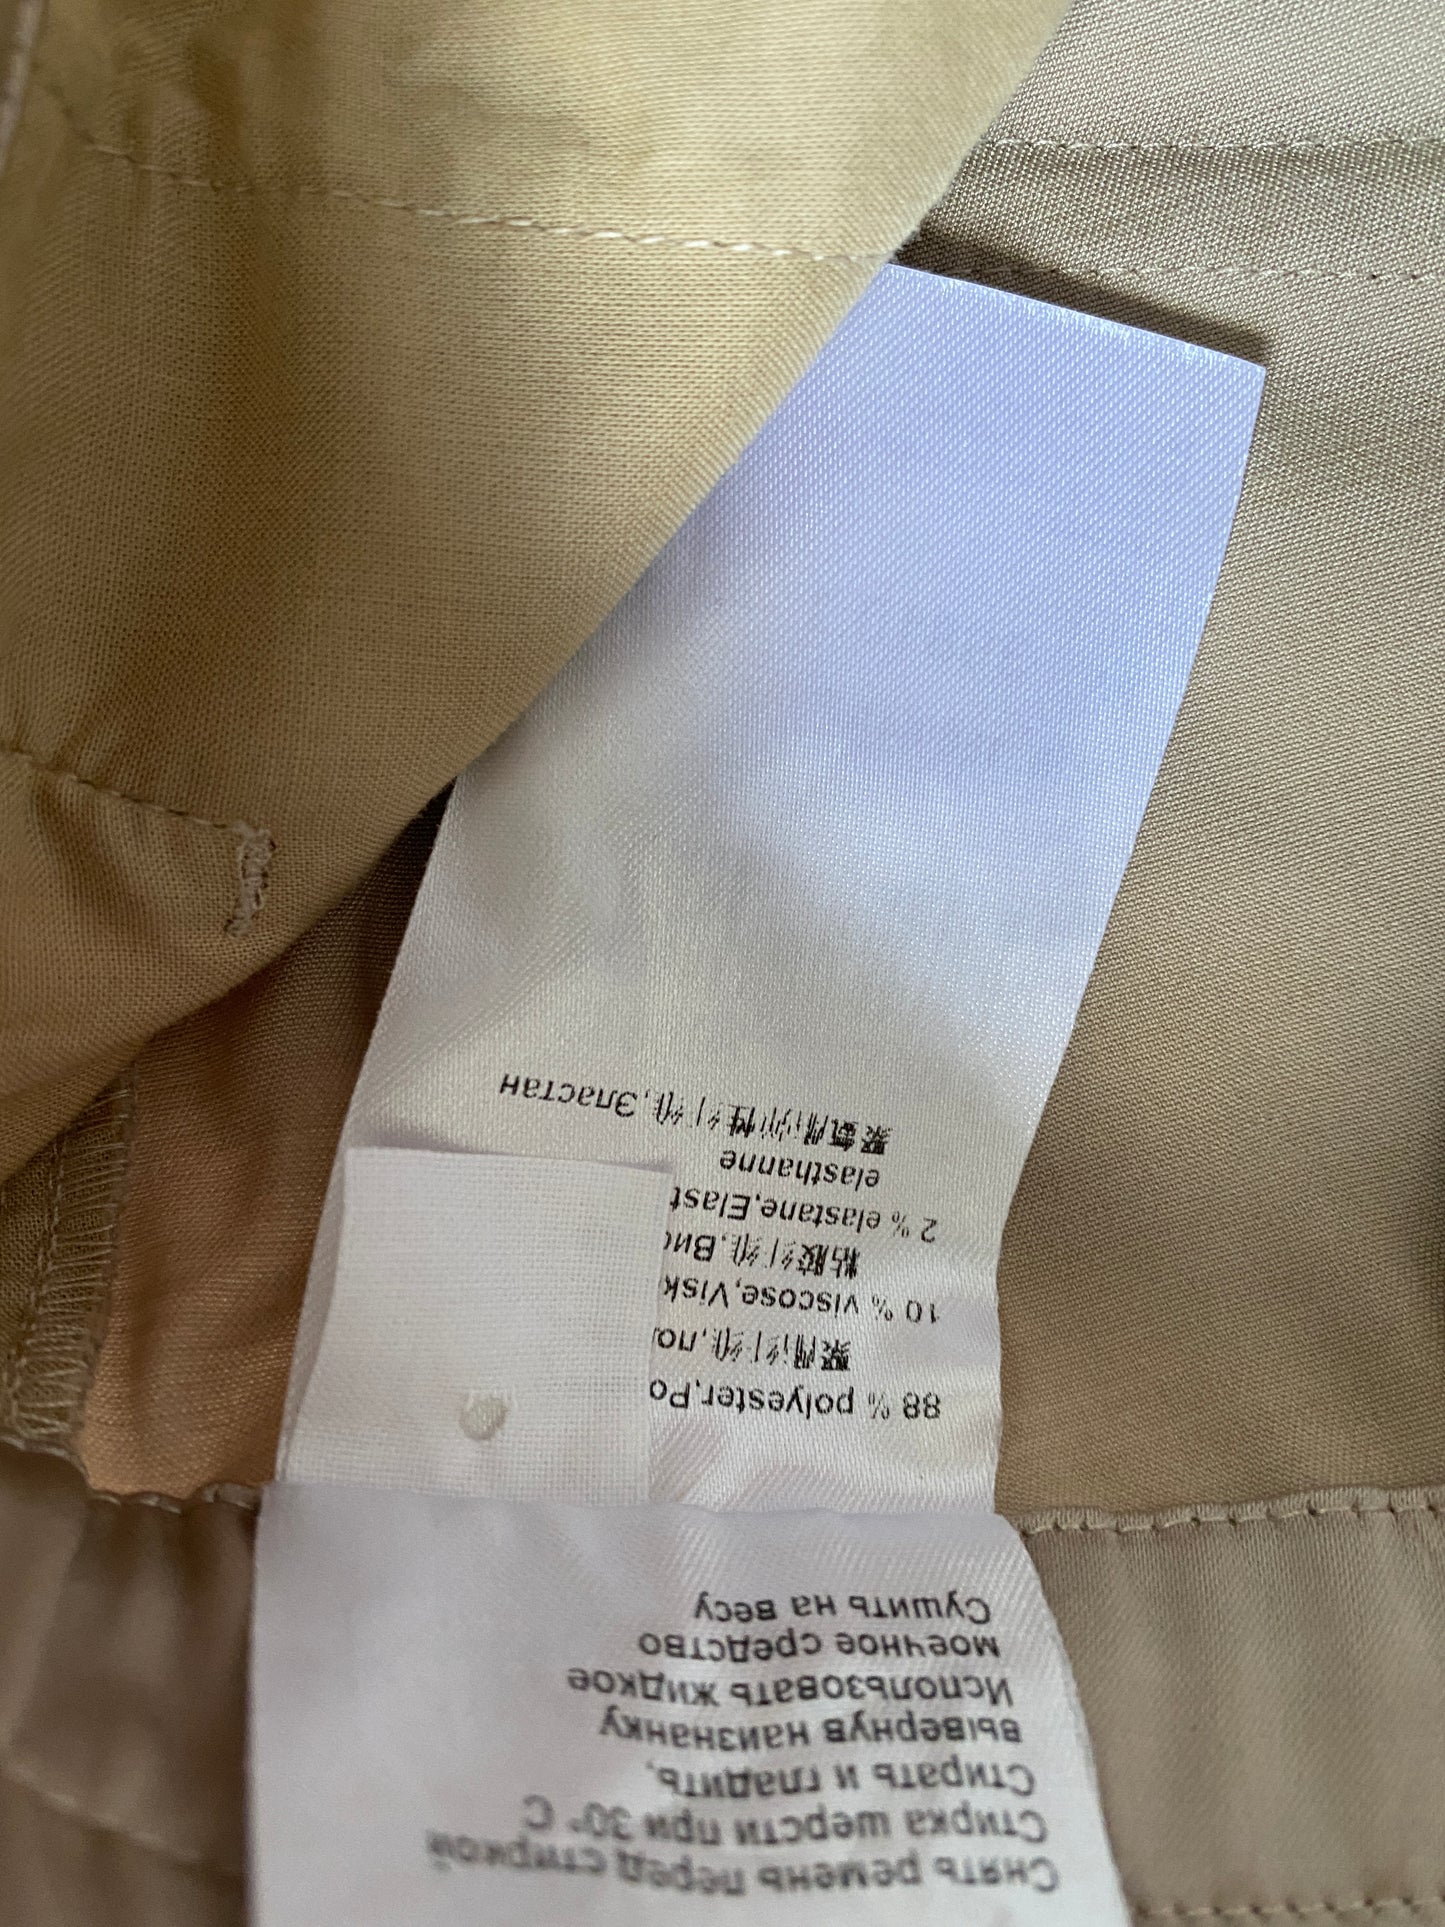 88 % polyester,Po
聚酯纤维,по
10 % viscose,Visk
粘胶纤维,Вис
2 % elastane,Elast
elasthanne
聚氨酯弹性纤维,Эластан
Снять ремень перед стиркой
Стирка шерсти при 30° C
Стирать и гладить,
вывернув наизнанку
Использовать жидкое
моечное средство
Сушить на весу